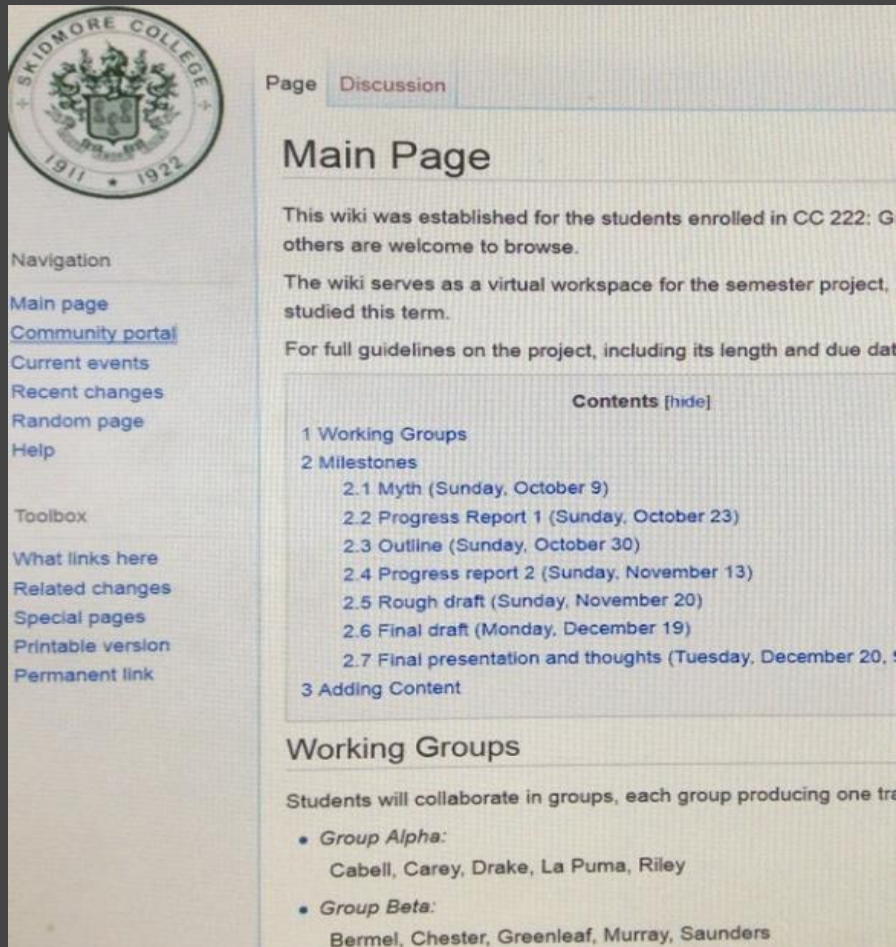 SKIDMORE COLLEGE
1911 1922
Page Discussion
Main Page
This wiki was established for the students enrolled in CC 222: G
others are welcome to browse.
The wiki serves as a virtual workspace for the semester project,
studied this term.
For full guidelines on the project, including its length and due dat
Contents [hide]
1 Working Groups
2 Milestones
2.1 Myth (Sunday, October 9)
2.2 Progress Report 1 (Sunday, October 23)
2.3 Outline (Sunday, October 30)
2.4 Progress report 2 (Sunday, November 13)
2.5 Rough draft (Sunday, November 20)
2.6 Final draft (Monday, December 19)
2.7 Final presentation and thoughts (Tuesday, December 20, 9
3 Adding Content
Working Groups
Students will collaborate in groups, each group producing one tra
• Group Alpha:
Cabell, Carey, Drake, La Puma, Riley
• Group Beta:
Bermel, Chester, Greenleaf, Murray, Saunders
Navigation
Main page
Community portal
Current events
Recent changes
Random page
Help
Toolbox
What links here
Related changes
Special pages
Printable version
Permanent link